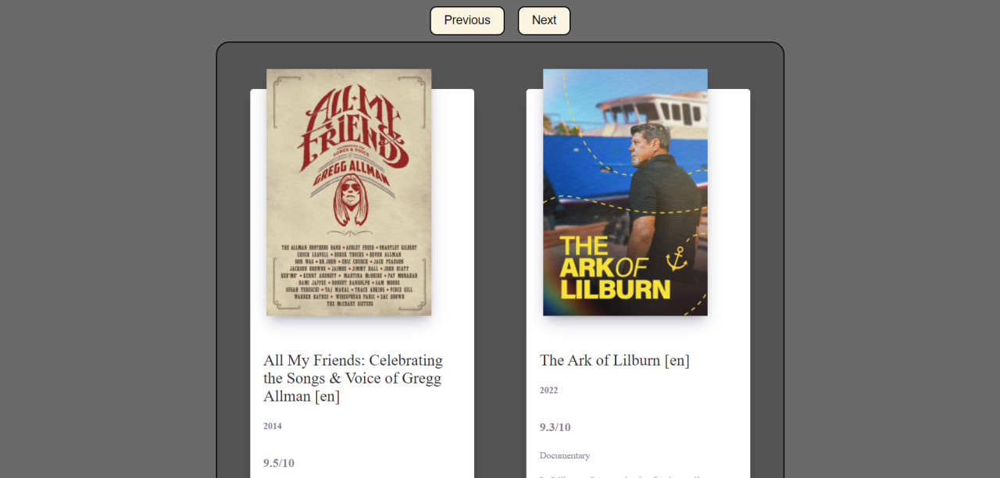 Previous
Next
ALL MY
FRIENDS
CELEBRATING THE
SONGS & VOICE
OF
GREGG ALLMAN
THE ALLMAN BROTHERS BAND • AUDLEY FREED • BRANTLEY GILBERT
CHUCK LEAVELL • DEREK TRUCKS • DEVON ALLMAN
DON WAS • DR. JOHN • ERIC CHURCH • JACK PEARSON
JACKSON BROWNE • JAIMOE • JIMMY HALL • JOHN HIATT
KEB' MO' • KENNY ARONOFF • MARTINA McBRIDE • PAT MONAHAN
RAMI JAFFEE • ROBERT RANDOLPH • SAM MOORE
SUSAN TEDESCHI • TAJ MAHAL • TRACE ADKINS • VINCE GILL
WARREN HAYNES • WIDESPREAD PANIC • ZAC BROWN
THE McCRARY SISTERS
All My Friends: Celebrating
the Songs & Voice of Gregg
Allman [en]
2014
9.5/10
THE
ARK OF
LILBURN
The Ark of Lilburn [en]
2022
9.3/10
Documentary